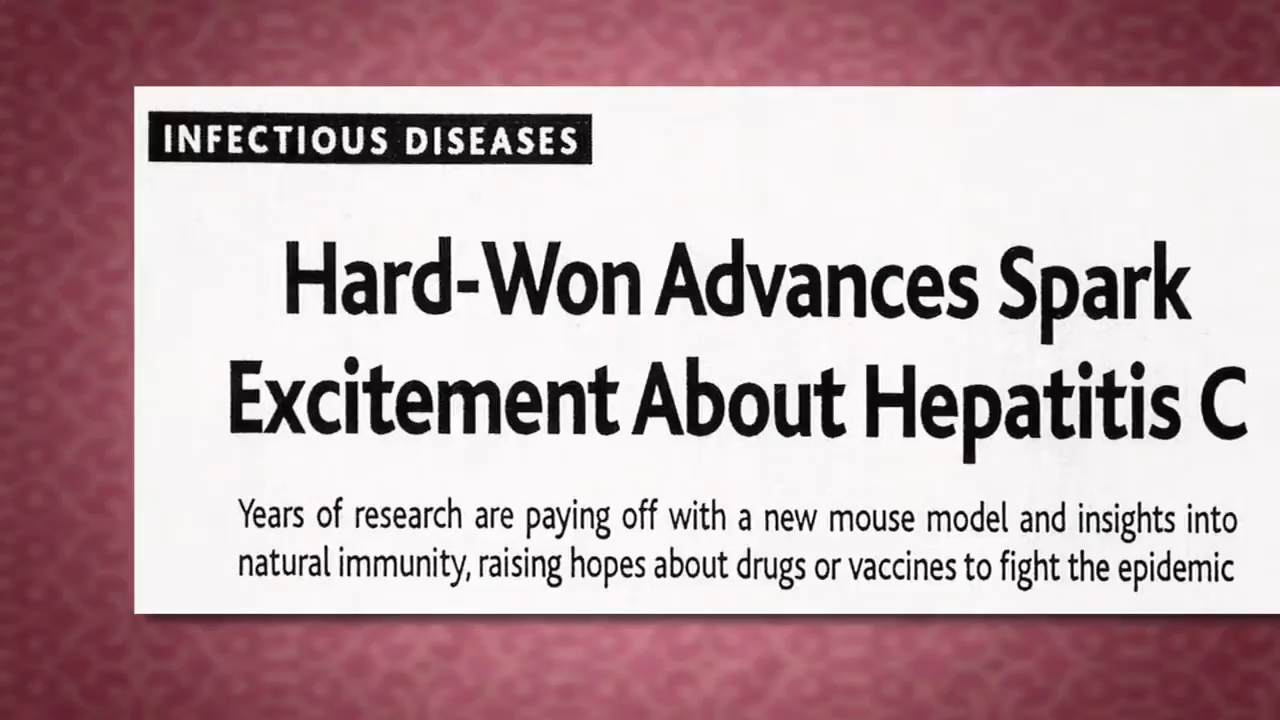 INFECTIOUS DISEASES
Hard-Won Advances Spark
Excitement About Hepatitis C
Years of research are paying off with a new mouse model and insights into
natural immunity, raising hopes about drugs or vaccines to fight the epidemic